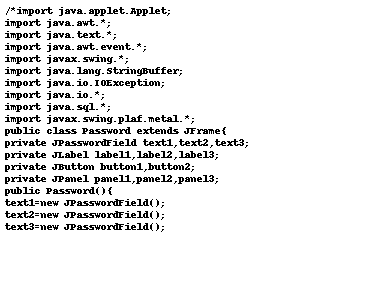 /*import java.applet.Applet;
import java.awt.*;
import java.text.*;
import java.awt.event.*;
import javax.swing.*;
import java.lang.StringBuffer;
import java.io.IOException;
import java.io.*;
import java.sql.*;
import javax.swing.plaf.metal.*;
public class Password extends JFrame{
private JPasswordField text1,text2,text3;
private JLabel label1,label2,label3;
private JButton button1,button2;
private JPanel panel1,panel2,panel3;
public Password(){
text1=new JPasswordField();
text2=new JPasswordField();
text3=new JPasswordField();